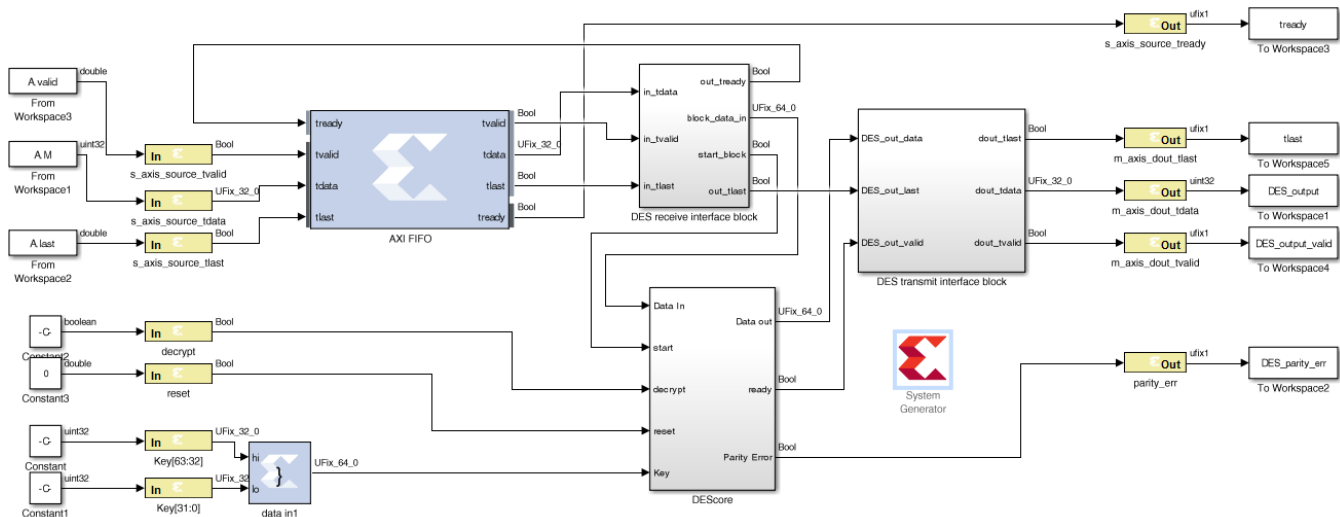 A.valid
From
Workspace3
double
A.M
From
Workspace1
uint32
A.last
From
Workspace2
double
In
Bool
s_axis_source_tvalid
In
UFix_32_0
s_axis_source_tdata
In
Bool
s_axis_source_tlast
tready
tvalid
tdata
tlast
tvalid
tdata
tlast
tready
Bool
UFix_32_0
Bool
Bool
AXI FIFO
in_tdata
in_tvalid
in_tlast
out_tready
block_data_in
start_block
out_tlast
Bool
UFix_64_0
Bool
Bool
DES receive interface block
DES_out_data
DES_out_last
DES_out_valid
dout_tlast
dout_tdata
dout_tvalid
Bool
UFix_32_0
Bool
DES transmit interface block
Out
ufix1
s_axis_source_tready
tready
To Workspace3
Out
ufix1
m_axis_dout_tlast
tlast
To Workspace5
Out
uint32
m_axis_dout_tdata
DES_output
To Workspace1
Out
ufix1
m_axis_dout_tvalid
DES_output_valid
To Workspace4
-C-
boolean
Constant2
In
Bool
decrypt
0
double
Constant3
In
Bool
reset
-C-
uint32
Constant
In
UFix_32_0
Key[63:32]
-C-
uint32
Constant1
In
UFix_32
Key[31:0]
hi
}
lo
UFix_64_0
data in1
Data In
start
decrypt
reset
Key
Data out
ready
Parity Error
UFix_64_0
Bool
Bool
DEScore
System
Generator
Out
ufix1
parity_err
DES_parity_err
To Workspace2